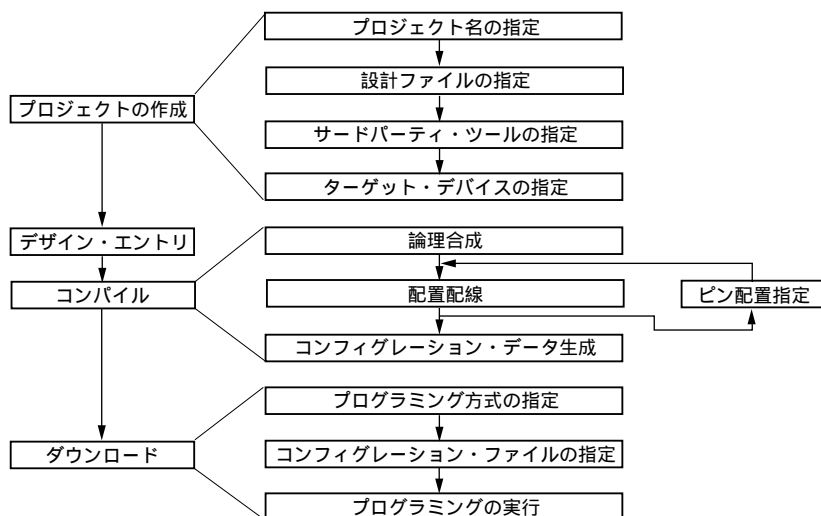 プロジェクト名の指定
設計ファイルの指定
プロジェクトの作成
サードパーティ・ツールの指定
ターゲット・デバイスの指定
デザイン・エントリ
論理合成
コンパイル
配置配線
ピン配置指定
コンフィグレーション・データ生成
プログラミング方式の指定
ダウンロード
コンフィグレーション・ファイルの指定
プログラミングの実行